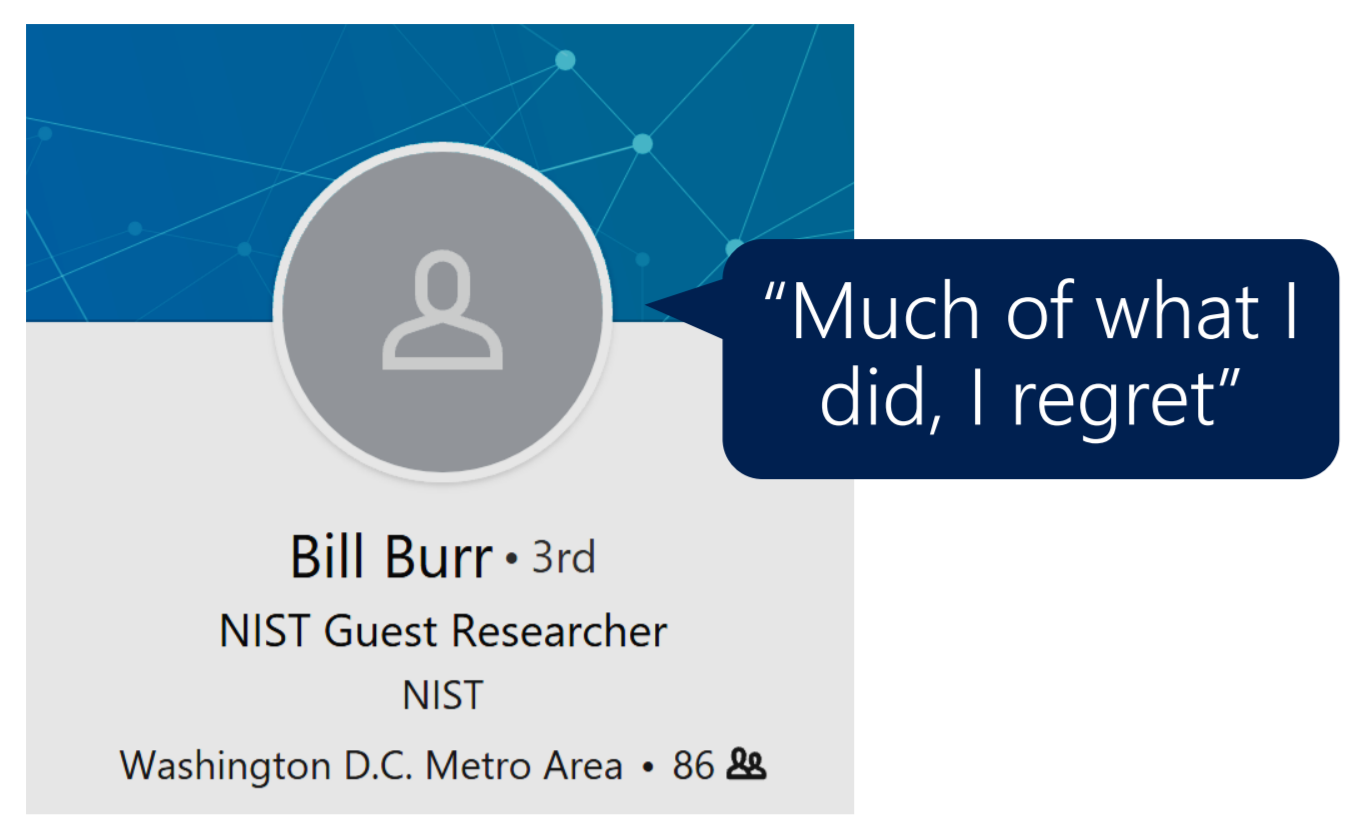 “Much of what I
did, I regret”
Bill Burr • 3rd
NIST Guest Researcher
NIST
Washington D.C. Metro Area • 86